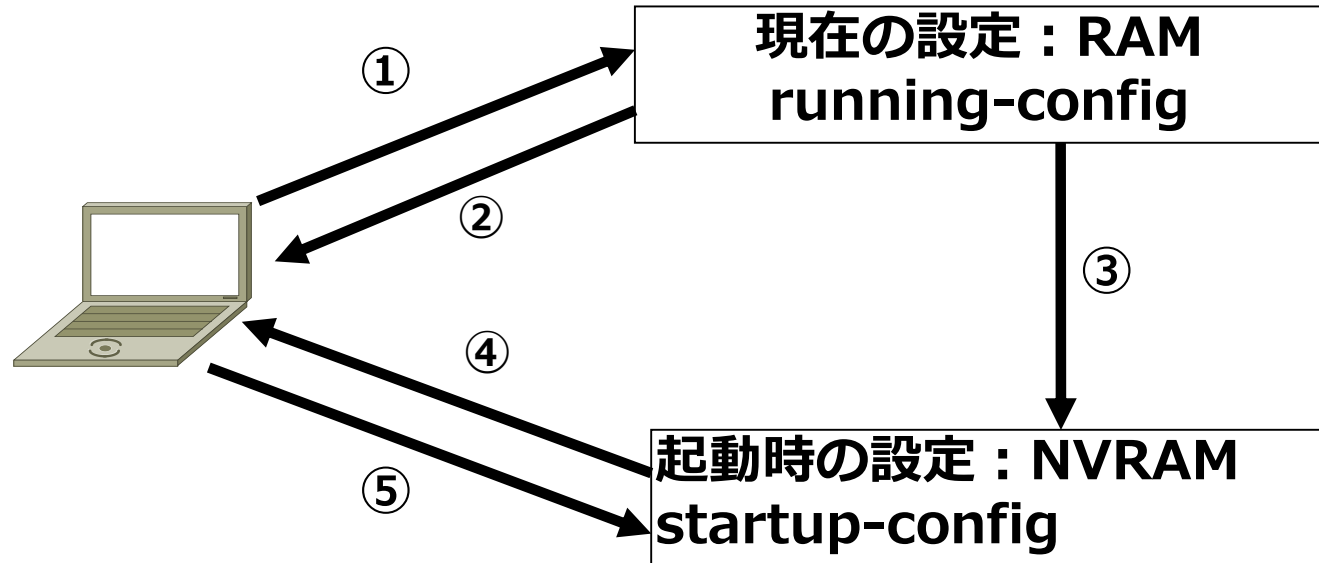 現在の設定：RAM
running-config
①
②
③
④
⑤
起動時の設定：NVRAM
startup-config